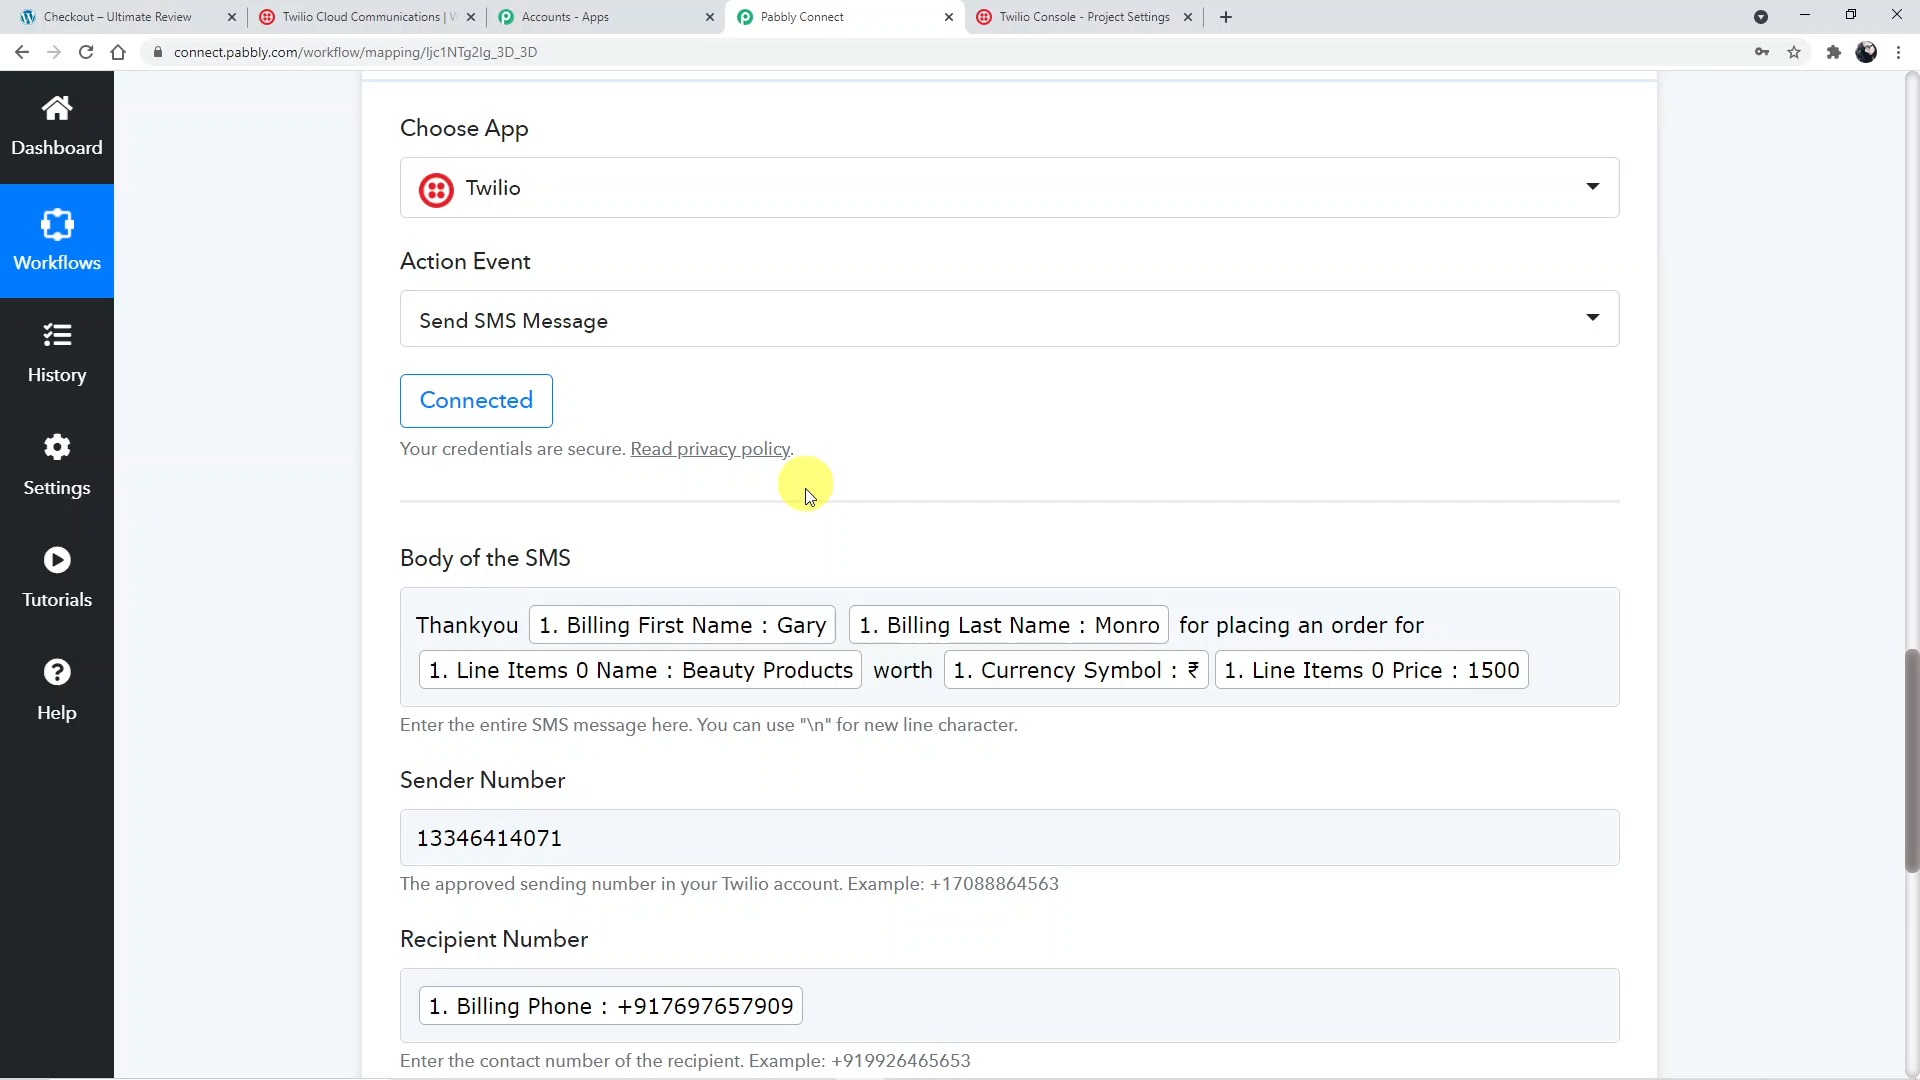 Checkout – Ultimate Review
Twilio Cloud Communications |
Accounts - Apps
Pabbly Connect
Twilio Console - Project Settings
connect.pabbly.com/workflow/mapping/Ijc1NTg2Ig_3D_3D
Dashboard
Workflows
History
Settings
Tutorials
Help
Choose App
Twilio
Action Event
Send SMS Message
Connected
Your credentials are secure. Read privacy policy.
Body of the SMS
Thankyou 1. Billing First Name : Gary 1. Billing Last Name : Monro for placing an order for
1. Line Items 0 Name : Beauty Products worth 1. Currency Symbol : ₹ 1. Line Items 0 Price : 1500
Enter the entire SMS message here. You can use "\n" for new line character.
Sender Number
13346414071
The approved sending number in your Twilio account. Example: +17088864563
Recipient Number
1. Billing Phone : +917697657909
Enter the contact number of the recipient. Example: +919926465653